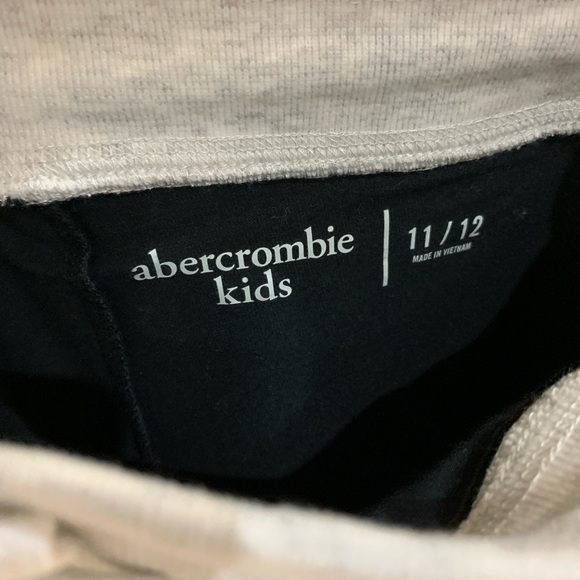 abercrombie
kids
11 / 12
MADE IN VIETNAM